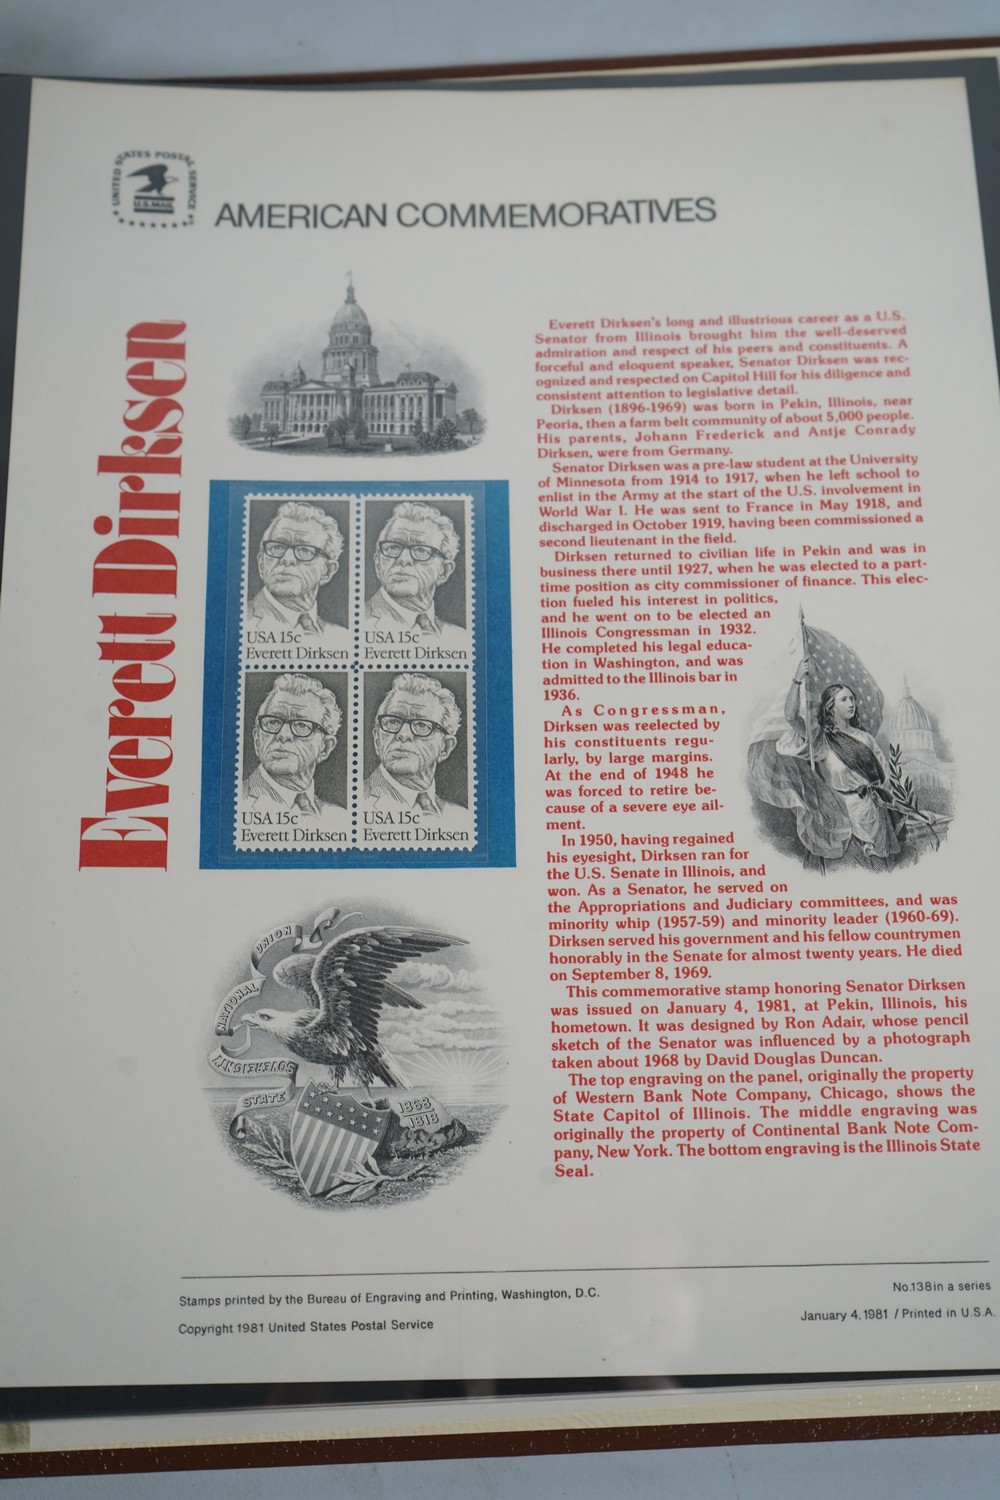 UNITED STATES POSTAL SERVICE
U.S.MAIL
AMERICAN COMMEMORATIVES
Everett Dirksen
USA 15c
Everett Dirksen
USA 15c
Everett Dirksen
USA 15c
Everett Dirksen
USA 15c
Everett Dirksen
STATE
SOVEREIGNTY
NATIONAL
UNION
1868
1818
Everett Dirksen's long and illustrious career as a U.S.
Senator from Illinois brought him the well-deserved
admiration and respect of his peers and constituents. A
forceful and eloquent speaker, Senator Dirksen was rec-
ognized and respected on Capitol Hill for his diligence and
consistent attention to legislative detail.
Dirksen (1896-1969) was born in Pekin, Illinois, near
Peoria, then a farm belt community of about 5,000 people.
His parents, Johann Frederick and Antje Conrady
Dirksen, were from Germany.
Senator Dirksen was a pre-law student at the University
of Minnesota from 1914 to 1917, when he left school to
enlist in the Army at the start of the U.S. involvement in
World War I. He was sent to France in May 1918, and
discharged in October 1919, having been commissioned a
second lieutenant in the field.
Dirksen returned to civilian life in Pekin and was in
business there until 1927, when he was elected to a part-
time position as city commissioner of finance. This elec-
tion fueled his interest in politics,
and he went on to be elected an
Illinois Congressman in 1932.
He completed his legal educa-
tion in Washington, and was
admitted to the Illinois bar in
1936.
As Congressman,
Dirksen was reelected by
his constituents regu-
larly, by large margins.
At the end of 1948 he
was forced to retire be-
cause of a severe eye ail-
ment.
In 1950, having regained
his eyesight, Dirksen ran for
the U.S. Senate in Illinois, and
won. As a Senator, he served on
the Appropriations and Judiciary committees, and was
minority whip (1957-59) and minority leader (1960-69).
Dirksen served his government and his fellow countrymen
honorably in the Senate for almost twenty years. He died
on September 8, 1969.
This commemorative stamp honoring Senator Dirksen
was issued on January 4, 1981, at Pekin, Illinois, his
hometown. It was designed by Ron Adair, whose pencil
sketch of the Senator was influenced by a photograph
taken about 1968 by David Douglas Duncan.
The top engraving on the panel, originally the property
of Western Bank Note Company, Chicago, shows the
State Capitol of Illinois. The middle engraving was
originally the property of Continental Bank Note Com-
pany, New York. The bottom engraving is the Illinois State
Seal.
Stamps printed by the Bureau of Engraving and Printing, Washington, D.C.
Copyright 1981 United States Postal Service
No.138 in a series
January 4, 1981 / Printed in U.S.A.